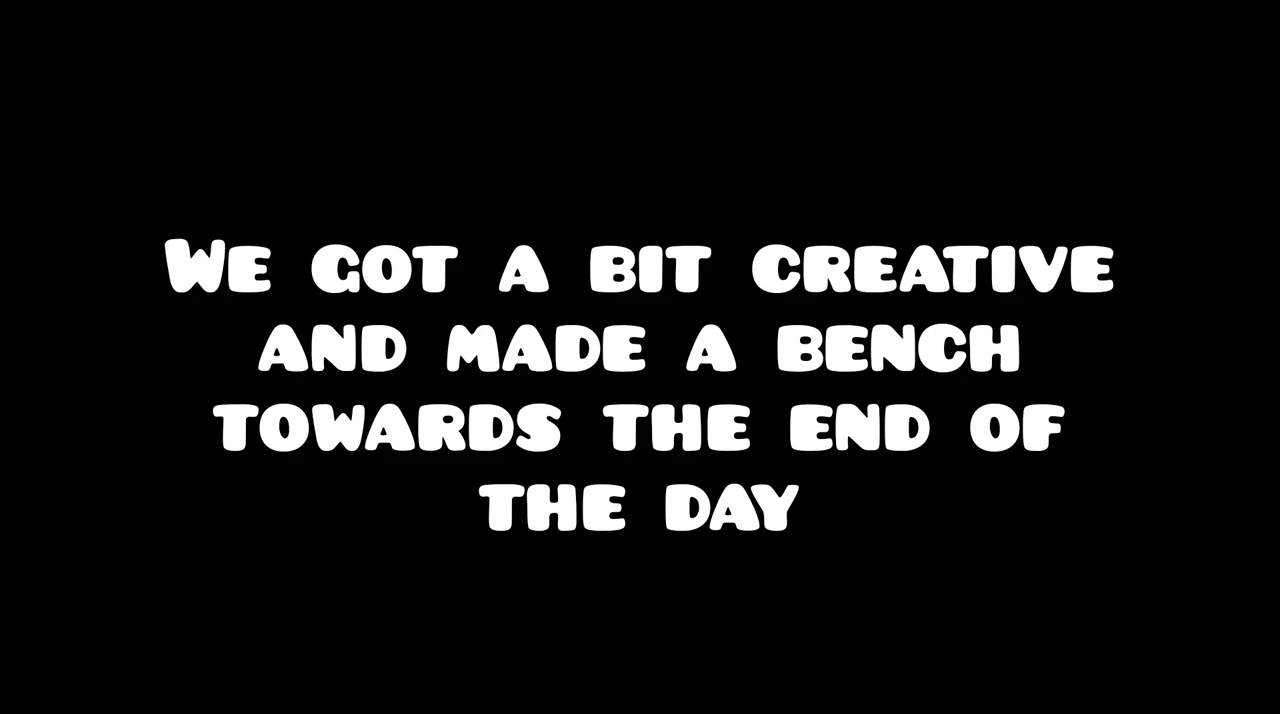 We got a bit creative
and made a bench
towards the end of
the day